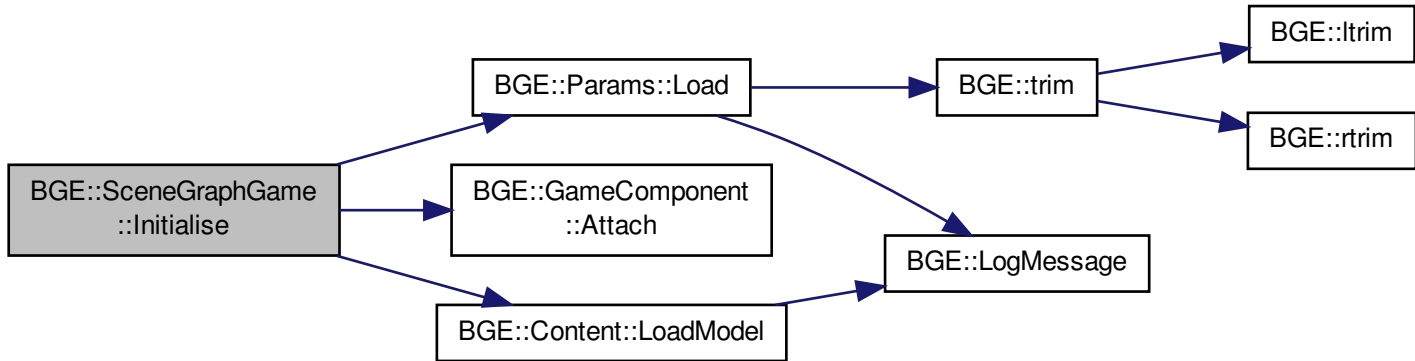 BGE::SceneGraphGame
::Initialise
BGE::Params::Load
BGE::GameComponent
::Attach
BGE::Content::LoadModel
BGE::trim
BGE::LogMessage
BGE::ltrim
BGE::rtrim